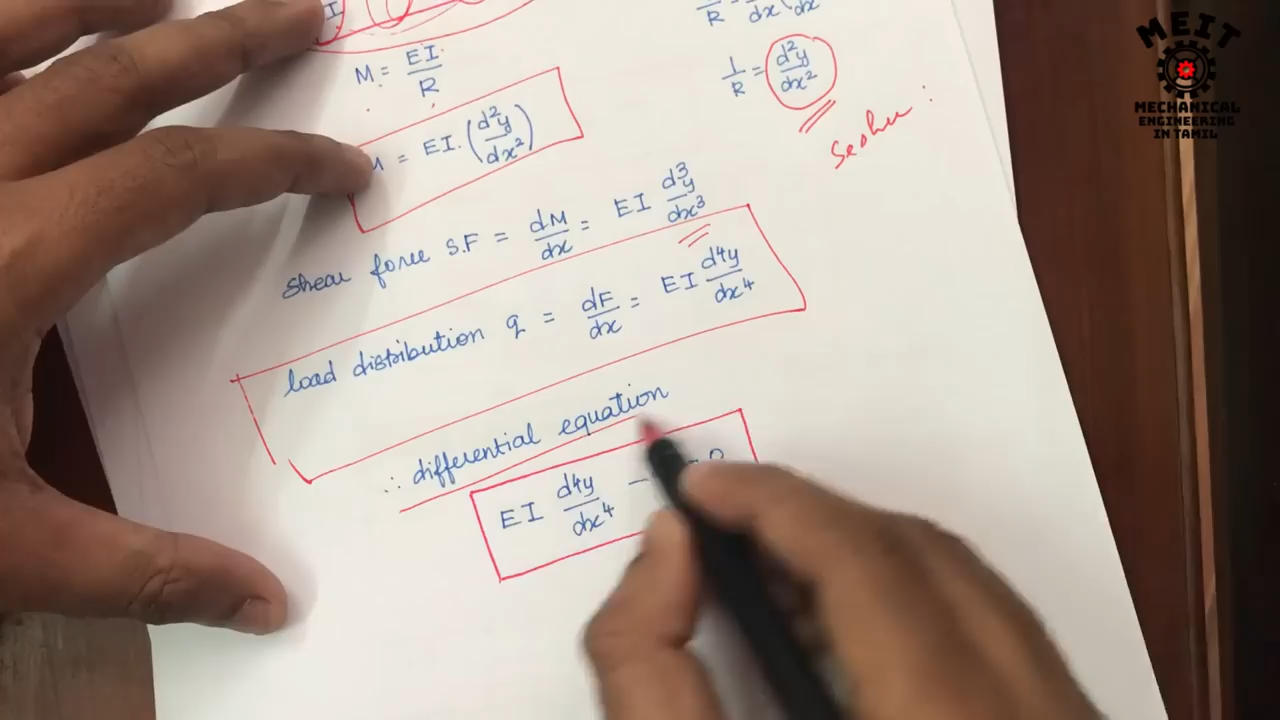 M = EI/R
1/R = d²y/dx²
M = EI.(d²y/dx²)
Shear force S.F = dM/dx = EI d³y/dx³
load distribution q = dF/dx = EI d⁴y/dx⁴
∴ differential equation
EI d⁴y/dx⁴ -
MEIT
MECHANICAL
ENGINEERING
IN TAMIL